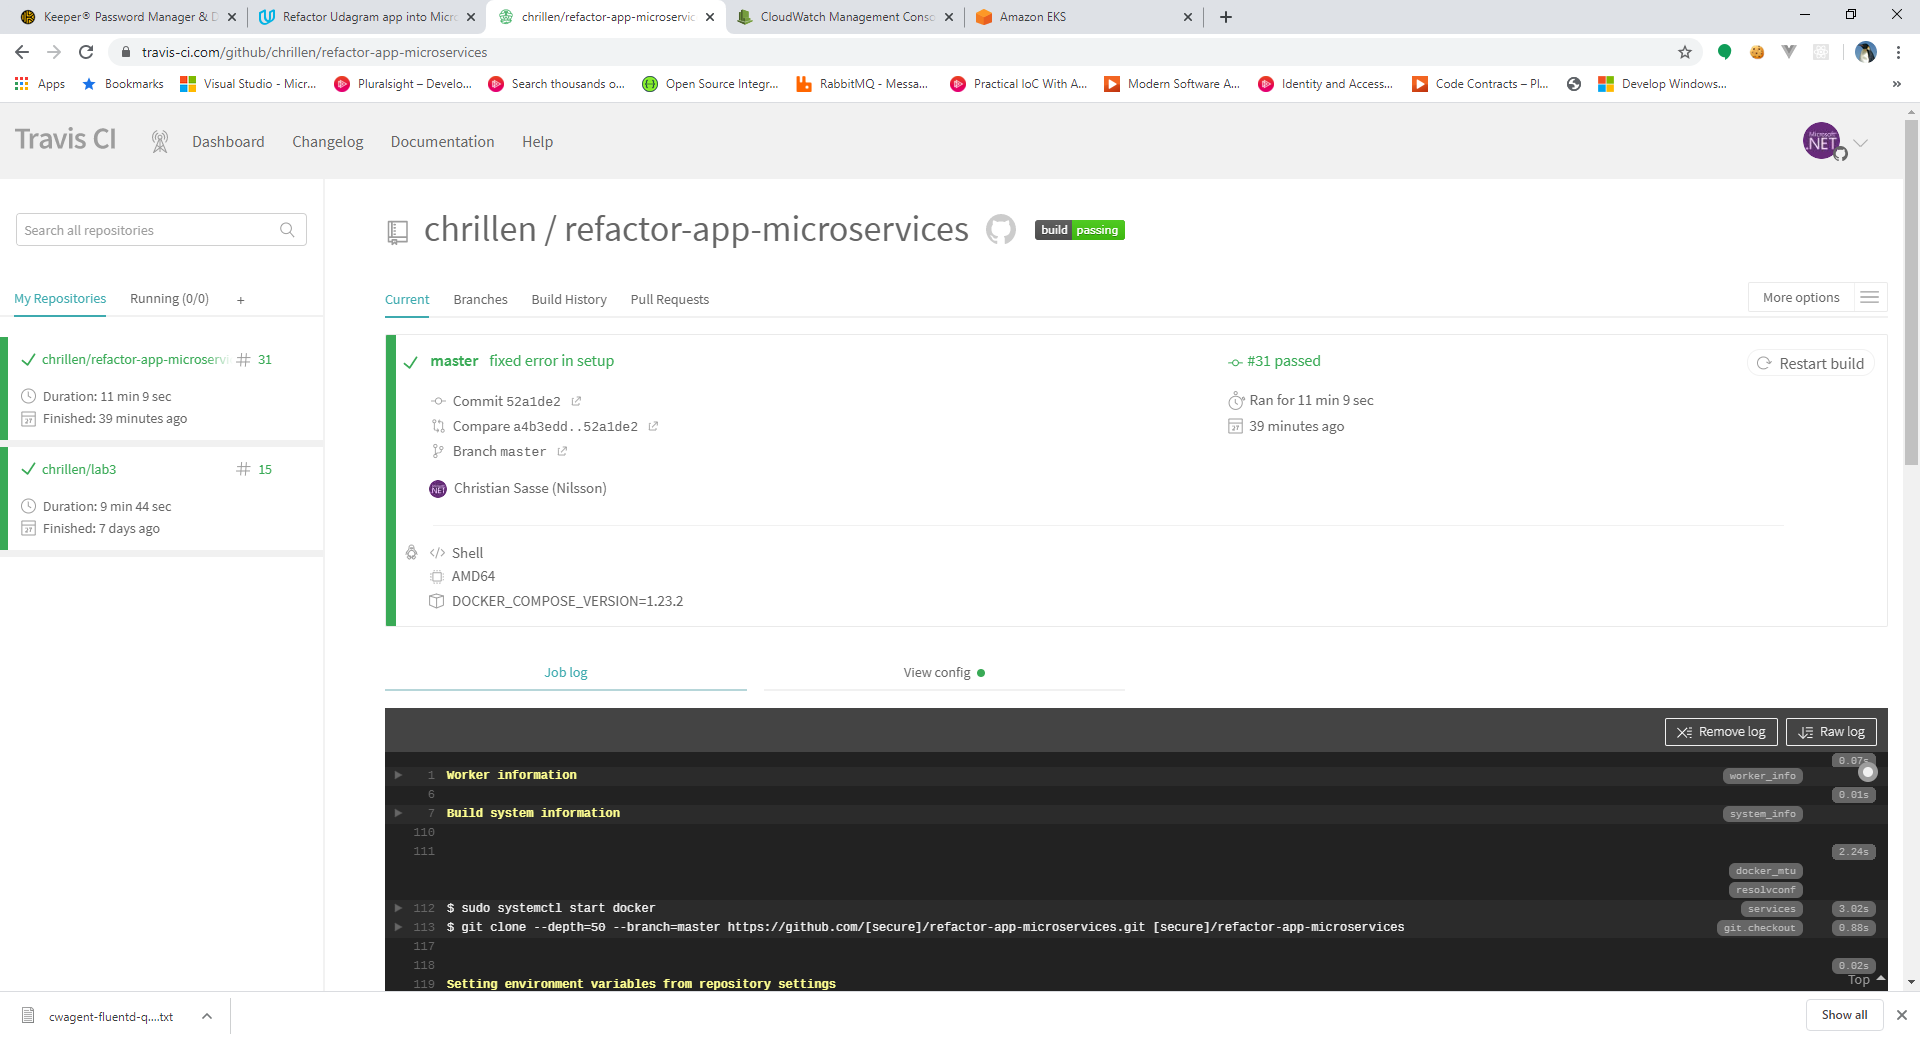 Keeper® Password Manager & D
Refactor Udagram app into Micro
chrillen/refactor-app-microservic
CloudWatch Management Conso
Amazon EKS
travis-ci.com/github/chrillen/refactor-app-microservices
Apps
Bookmarks
Visual Studio - Micr...
Pluralsight – Develo...
Search thousands o...
Open Source Integr...
RabbitMQ - Messa...
Practical IoC With A...
Modern Software A...
Identity and Access...
Code Contracts – Pl...
Develop Windows...
»
Travis CI
Dashboard
Changelog
Documentation
Help
Microsoft
.NET
Search all repositories
chrillen / refactor-app-microservices
build passing
My Repositories
Running (0/0)
+
Current
Branches
Build History
Pull Requests
More options
chrillen/refactor-app-microservi
# 31
Duration: 11 min 9 sec
Finished: 39 minutes ago
chrillen/lab3
# 15
Duration: 9 min 44 sec
Finished: 7 days ago
master fixed error in setup
#31 passed
Restart build
Commit 52a1de2
Ran for 11 min 9 sec
Compare a4b3edd..52a1de2
39 minutes ago
Branch master
.NET
Christian Sasse (Nilsson)
</> Shell
AMD64
DOCKER_COMPOSE_VERSION=1.23.2
Job log
View config
Remove log
Raw log
0.07s
1 Worker information
worker_info
6
0.01s
7 Build system information
system_info
110
111
2.24s
docker_mtu
resolvconf
112 $ sudo systemctl start docker
services
3.02s
113 $ git clone --depth=50 --branch=master https://github.com/[secure]/refactor-app-microservices.git [secure]/refactor-app-microservices
git.checkout
0.88s
117
118
0.02s
119 Setting environment variables from repository settings
Top
cwagent-fluentd-q....txt
Show all